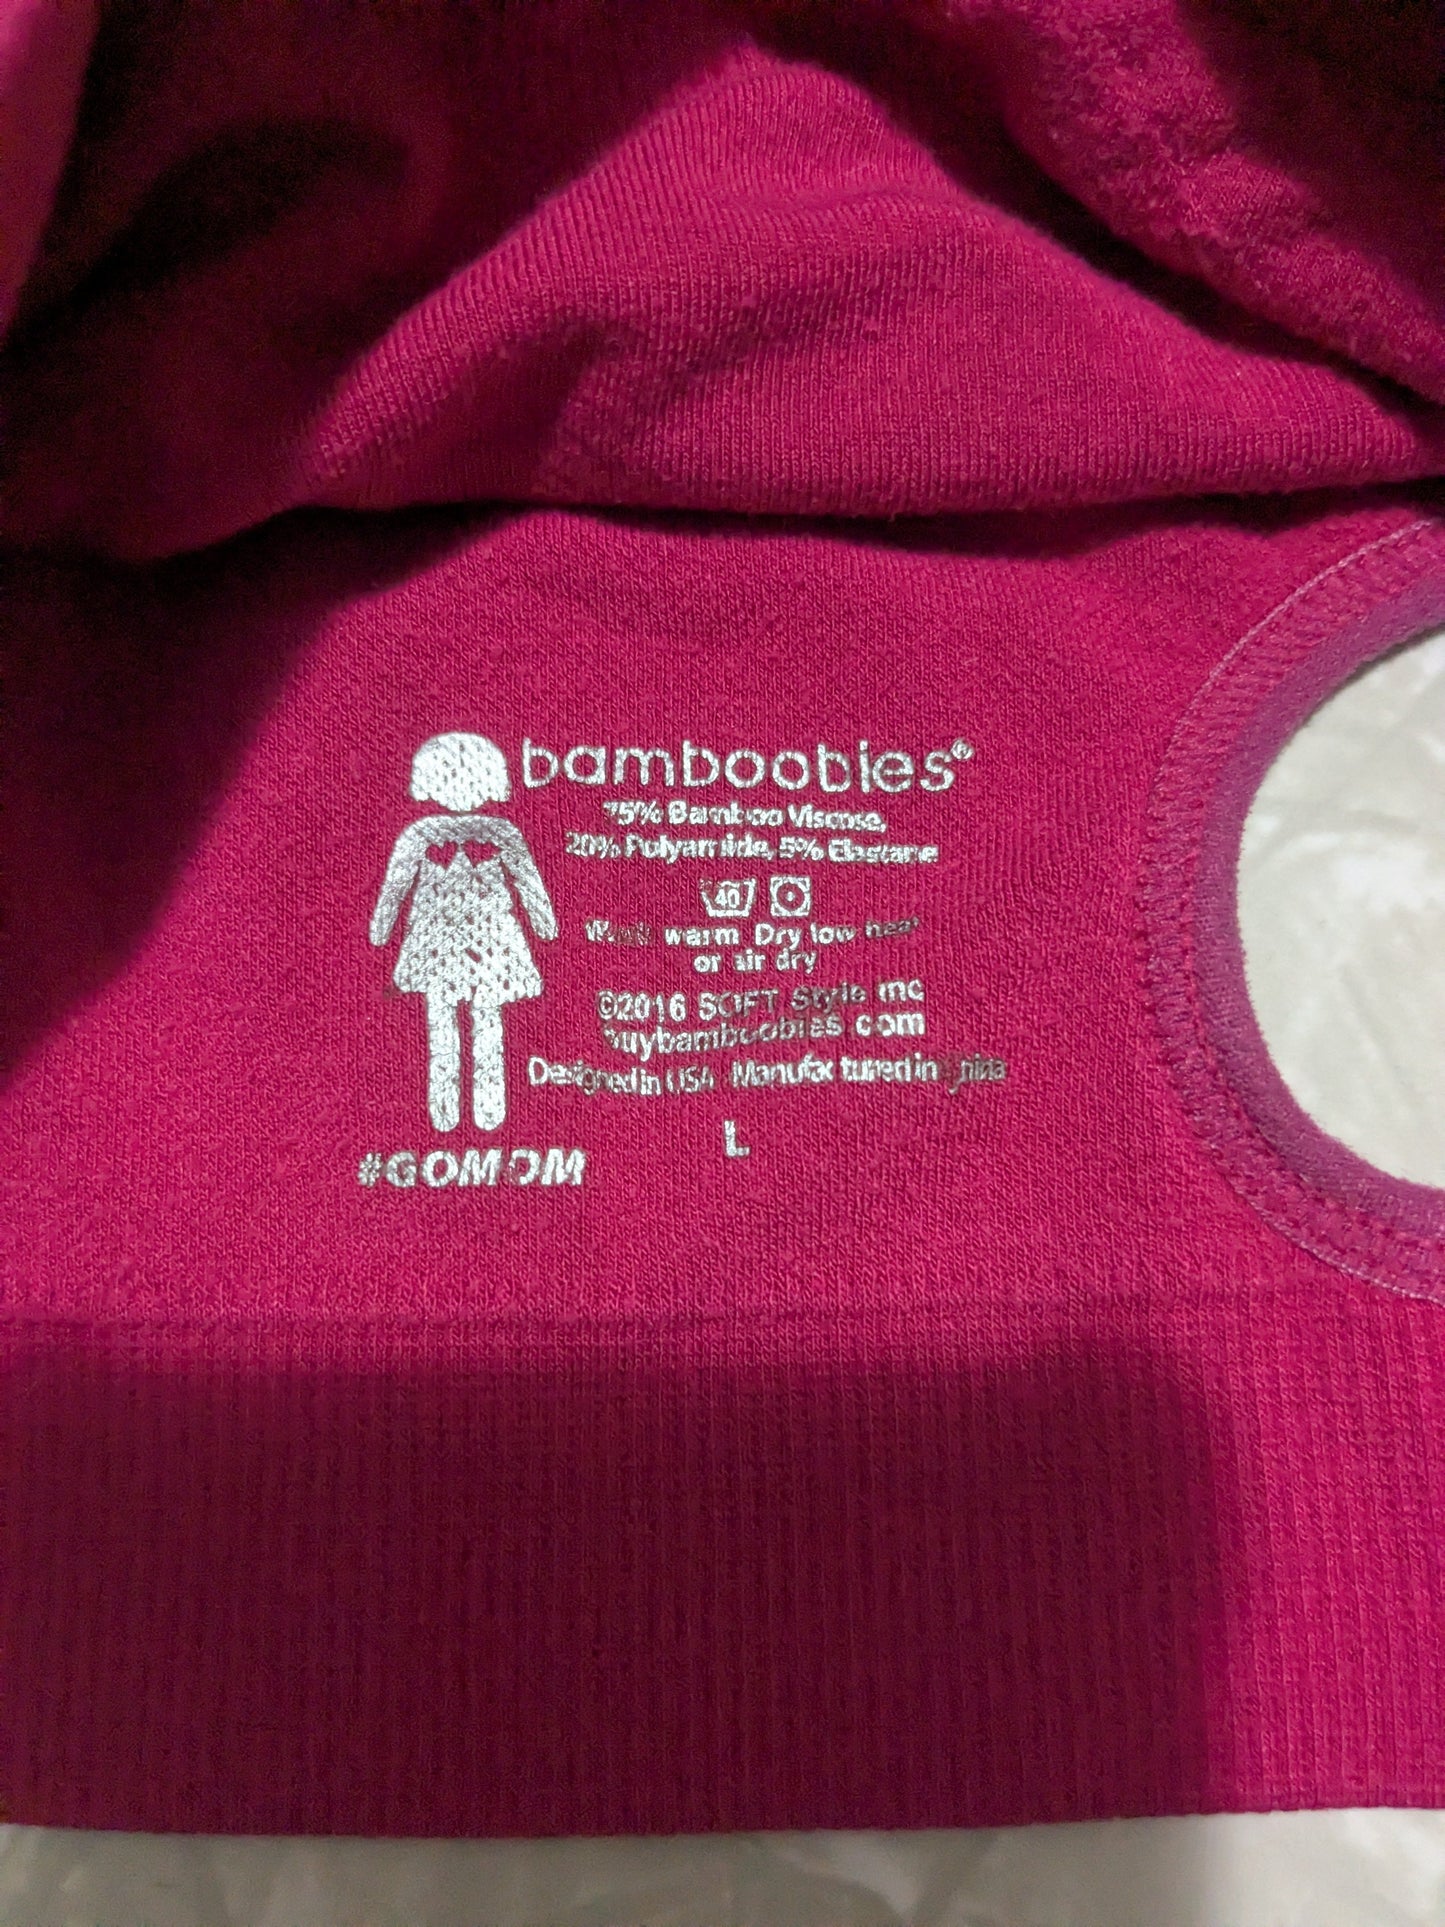 bamboobies®
75% Bamboo Viscose,
20% Polyamide, 5% Elastane
40
Wash warm Dry low heat
or air dry
©2016 SOFT Style Inc
buybamboobies.com
Designed in USA Manufactured in China
L
#GOMOM